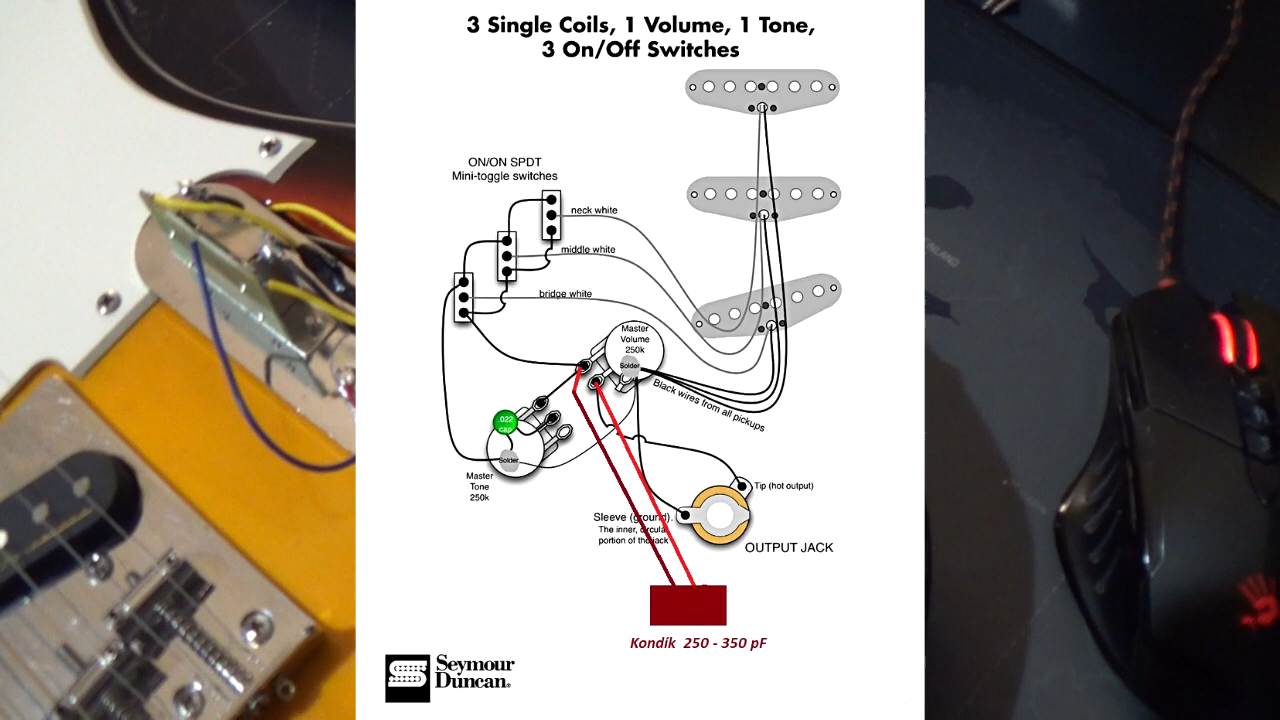 3 Single Coils, 1 Volume, 1 Tone,
3 On/Off Switches
ON/ON SPDT
Mini-toggle switches
neck white
middle white
bridge white
Master
Volume
250k
Solder
Black wires from all pickups
.022
cap
Solder
Master
Tone
250k
Tip (hot output)
Sleeve (ground).
The inner, circular
portion of the jack
OUTPUT JACK
Kondík 250 - 350 pF
Seymour
Duncan®